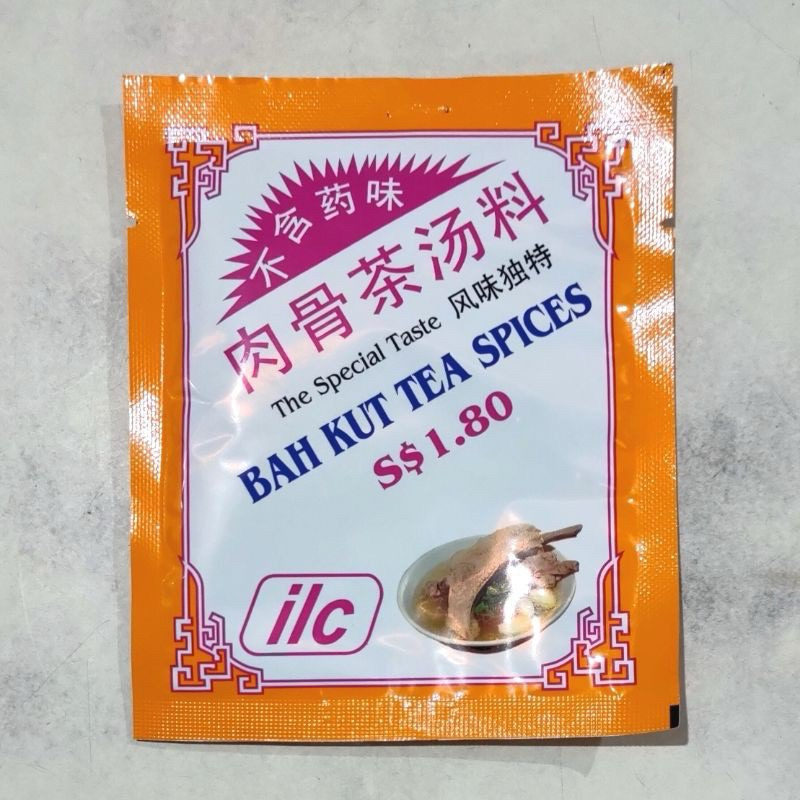 不含药味
肉骨茶汤料
The Special Taste 风味独特
BAH KUT TEA SPICES
S$1.80
ilc